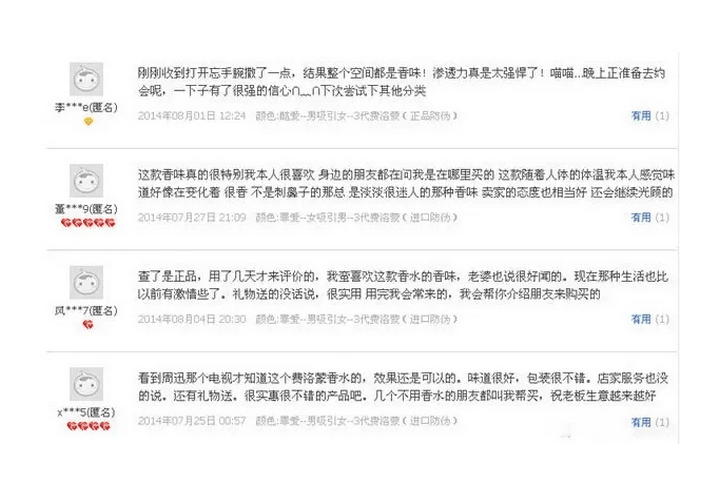 刚刚收到打开忘手腕撒了一点，结果整个空间都是香味！渗透力真是太强悍了！喵喵...晚上正准备去约
会呢，一下子有了很强的信心∩__∩下次尝试下其他分类
李***e(匿名)
2014年08月01日 12:24 颜色:酷爱--男吸引女--3代费洛蒙（正品防伪）
有用 (1)
这款香味真的很特别我本人很喜欢 身边的朋友都在问我是在哪里买的 这款随着人体的体温我本人感觉味
道好像在变化着 很香 不是刺鼻子的那总 是淡淡很迷人的那种香味 卖家的态度也相当好 还会继续光顾的
董***9(匿名)
2014年07月27日 21:09 颜色:罪爱--女吸引男--3代费洛蒙（进口防伪）
有用 (1)
查了是正品，用了几天才来评价的，我蛮喜欢这款香水的香味，老婆也说很好闻的。现在那种生活也比
以前有激情些了。礼物送的没话说，很实用 用完我会常来的，我会帮你介绍朋友来购买的
风***7(匿名)
2014年08月04日 20:30 颜色:罪爱--男吸引女--3代费洛蒙（进口防伪）
有用 (1)
看到周迅那个电视才知道这个费洛蒙香水的，效果还是可以的。味道很好，包装很不错。店家服务也没
的说。还有礼物送。很实惠很不错的产品吧。几个不用香水的朋友都叫我帮买，祝老板生意越来越好
x***5(匿名)
2014年07月25日 00:57 颜色:罪爱--男吸引女--3代费洛蒙（进口防伪）
有用 (1)